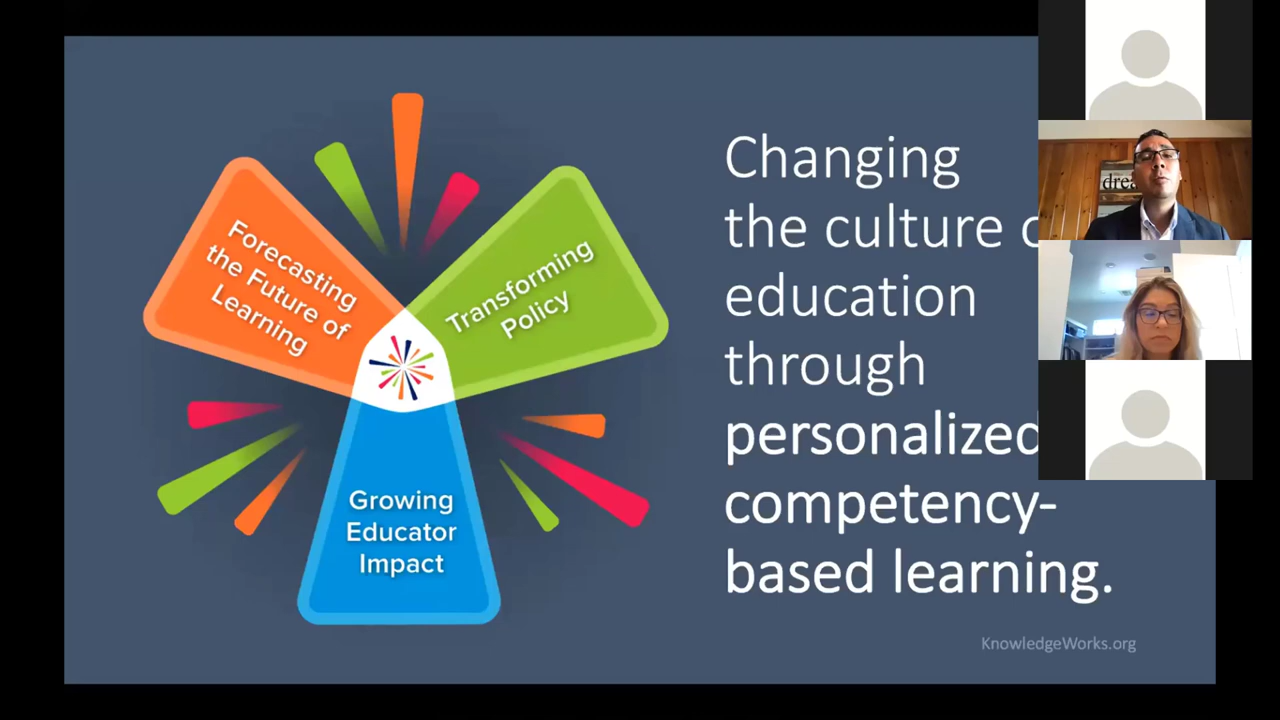 Forecasting
the Future of
Learning
Transforming
Policy
Growing
Educator
Impact
Changing
the culture
education
through
personalized
competency-
based learning.
KnowledgeWorks.org